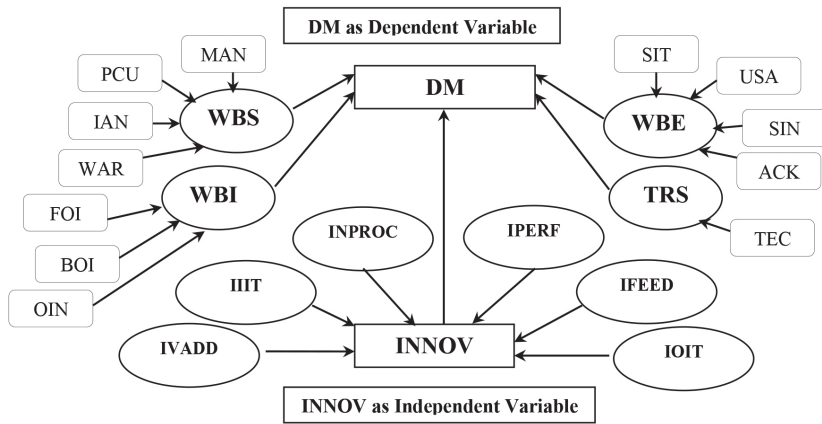 DM as Dependent Variable
MAN
SIT
PCU
USA
DM
IAN
WBS
WBE
SIN
WAR
ACK
WBI
TRS
FOI
INPROC
IPERF
TEC
BOI
OIN
IIIT
IFEED
IVADD
INNOV
IOIT
INNOV as Independent Variable